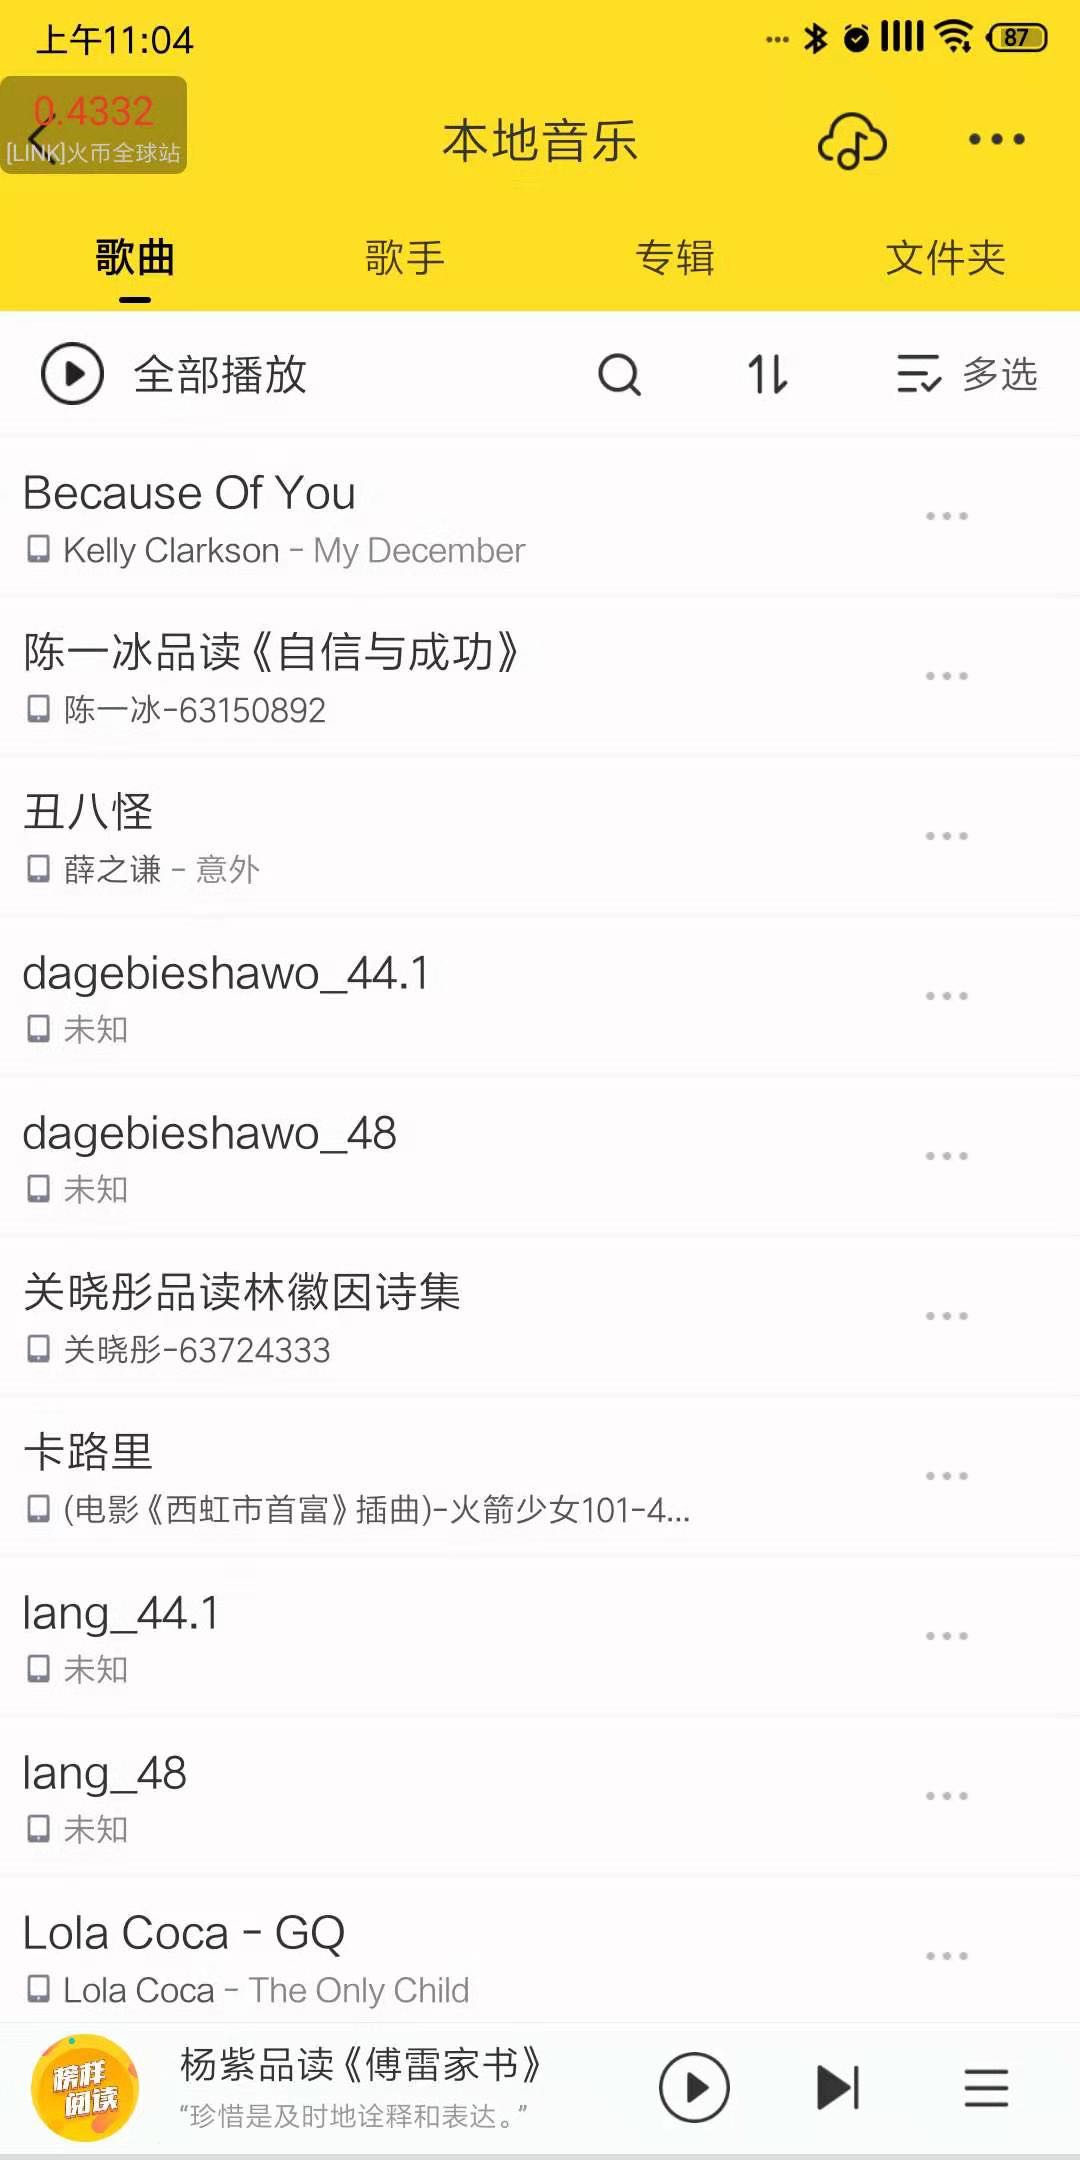 上午11:04
87
0.4332
[LINK]火币全球站
本地音乐
歌曲 歌手 专辑 文件夹
全部播放 多选
Because Of You
Kelly Clarkson - My December
陈一冰品读《自信与成功》
陈一冰-63150892
丑八怪
薛之谦 - 意外
dagebieshawo_44.1
未知
dagebieshawo_48
未知
关晓彤品读林徽因诗集
关晓彤-63724333
卡路里
(电影《西虹市首富》插曲)-火箭少女101-4...
lang_44.1
未知
lang_48
未知
Lola Coca - GQ
Lola Coca - The Only Child
榜样
阅读
杨紫品读《傅雷家书》
“珍惜是及时地诠释和表达。”